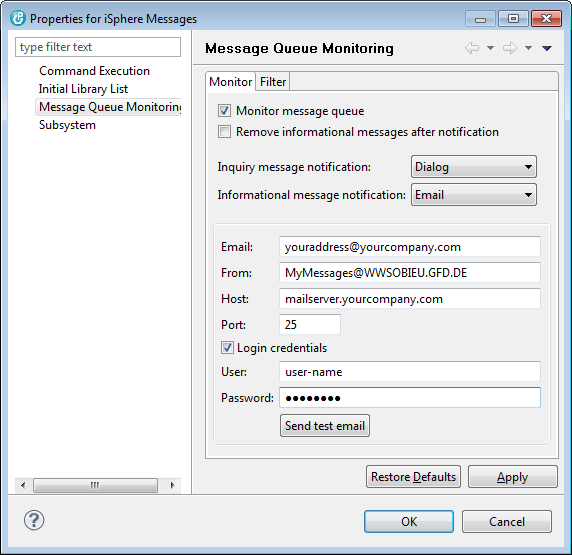 Properties for iSphere Messages
type filter text
Command Execution
Initial Library List
Message Queue Monitoring
Subsystem
Message Queue Monitoring
Monitor Filter
Monitor message queue
Remove informational messages after notification
Inquiry message notification: Dialog
Informational message notification: Email
Email: youraddress@yourcompany.com
From: MyMessages@WWSOBIEU.GFD.DE
Host: mailserver.yourcompany.com
Port: 25
Login credentials
User: user-name
Password: ●●●●●●●●
Send test email
Restore Defaults Apply
? OK Cancel